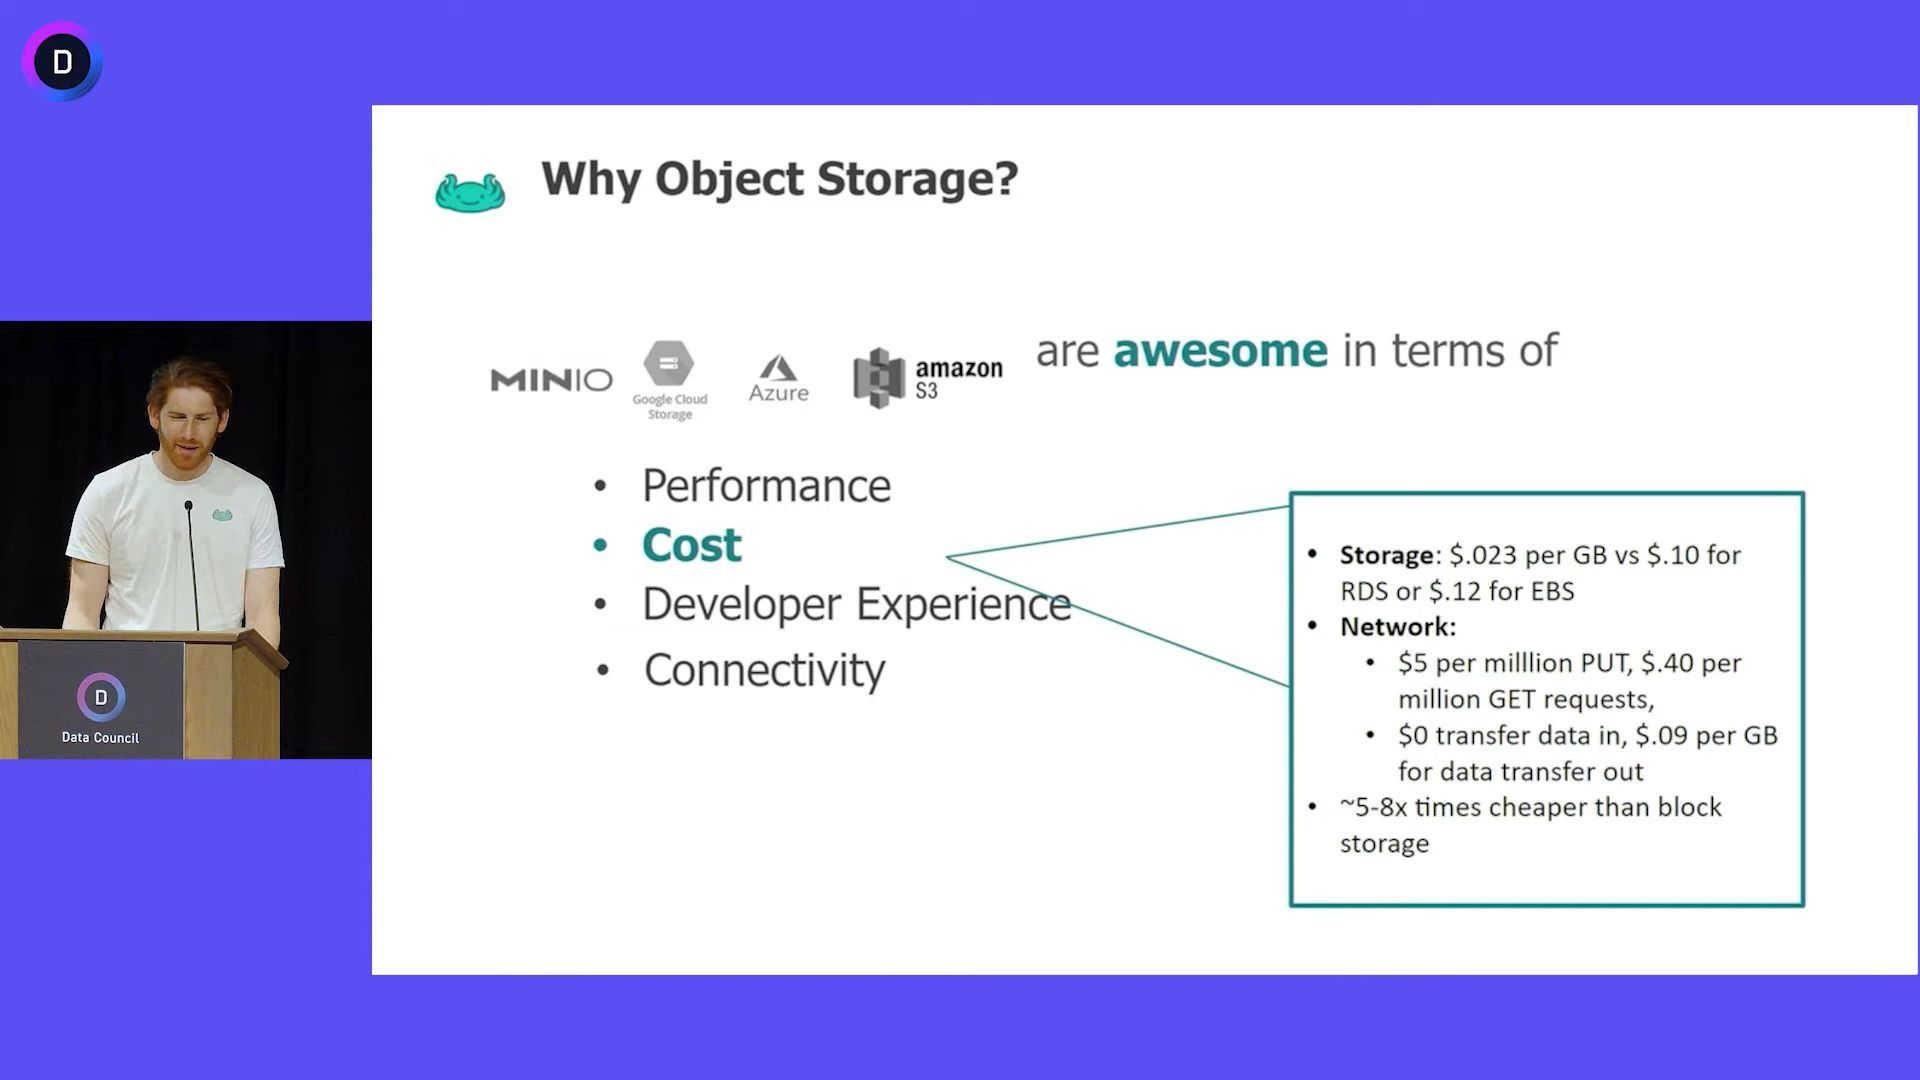 D
Why Object Storage?
MINIO
Google Cloud
Storage
Azure
amazon
S3
are awesome in terms of
• Performance
• Cost
• Developer Experience
• Connectivity
• Storage: $.023 per GB vs $.10 for
RDS or $.12 for EBS
• Network:
• $5 per milllion PUT, $.40 per
million GET requests,
• $0 transfer data in, $.09 per GB
for data transfer out
• ~5-8x times cheaper than block
storage
D
Data Council